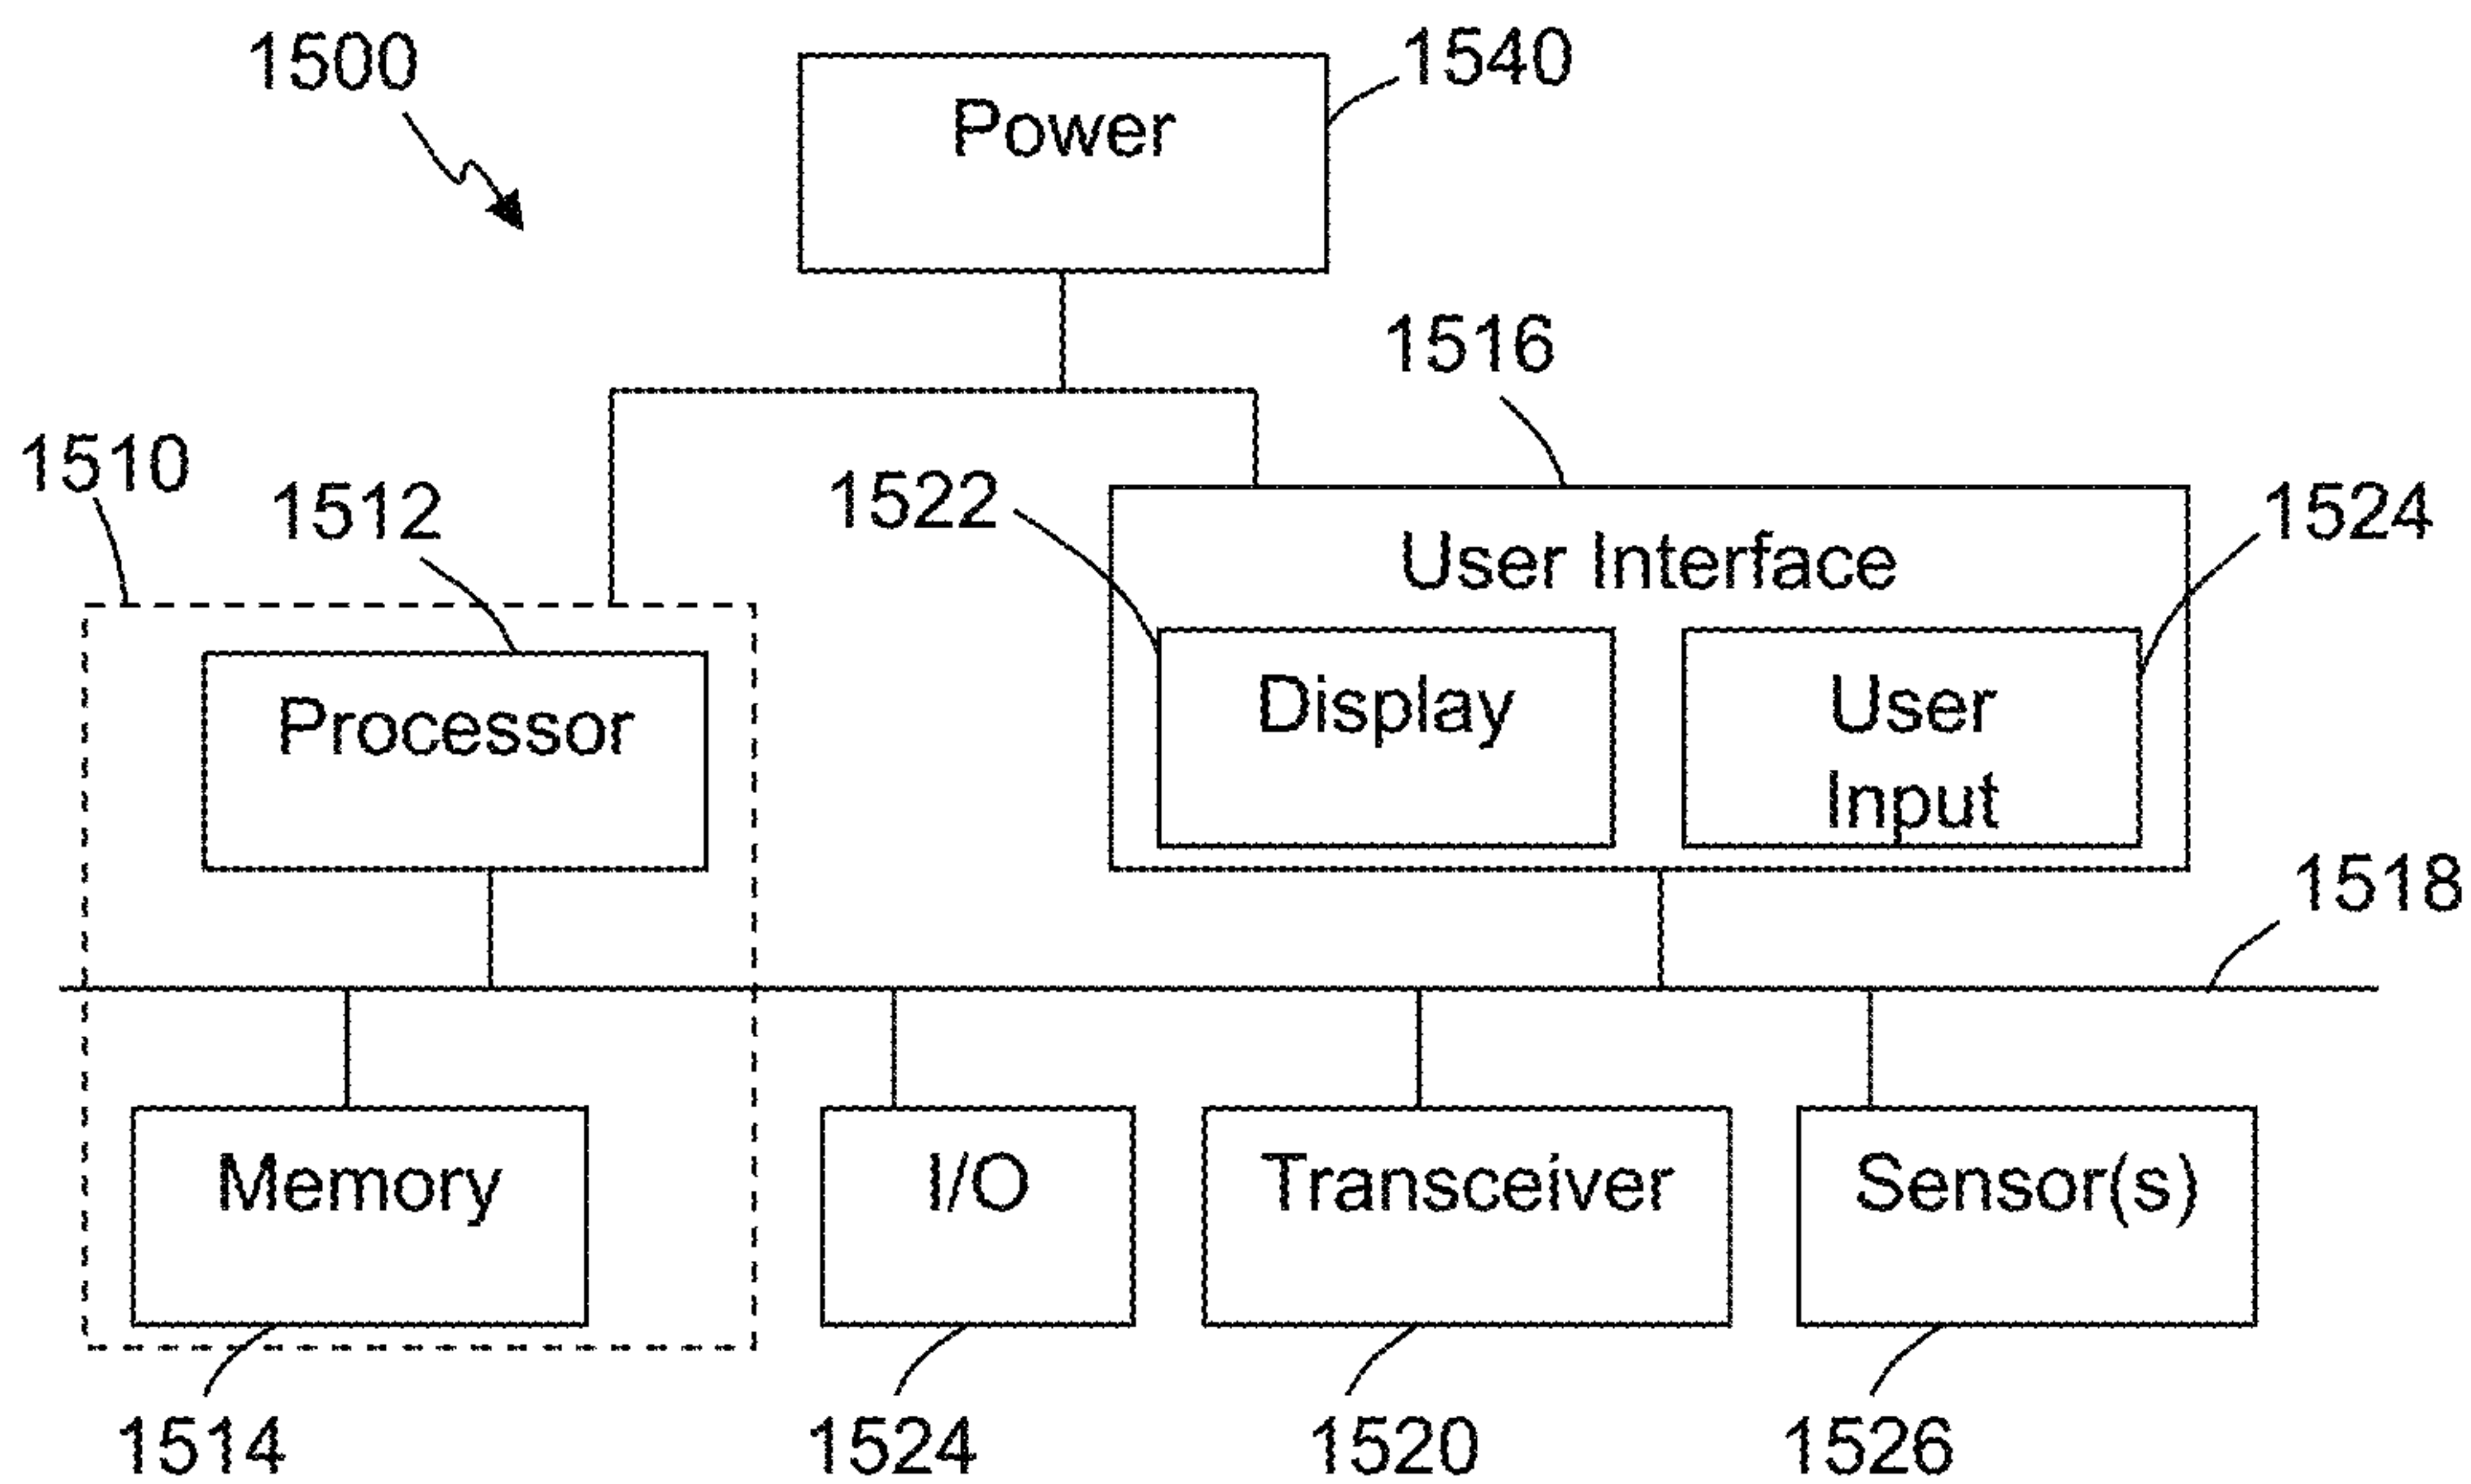 1500
1540
Power
1516
1510
1512
1522
1524
User Interface
Processor
Display
User
Input
1518
Memory
I/O
Transceiver
Sensor(s)
1514
1524
1520
1526